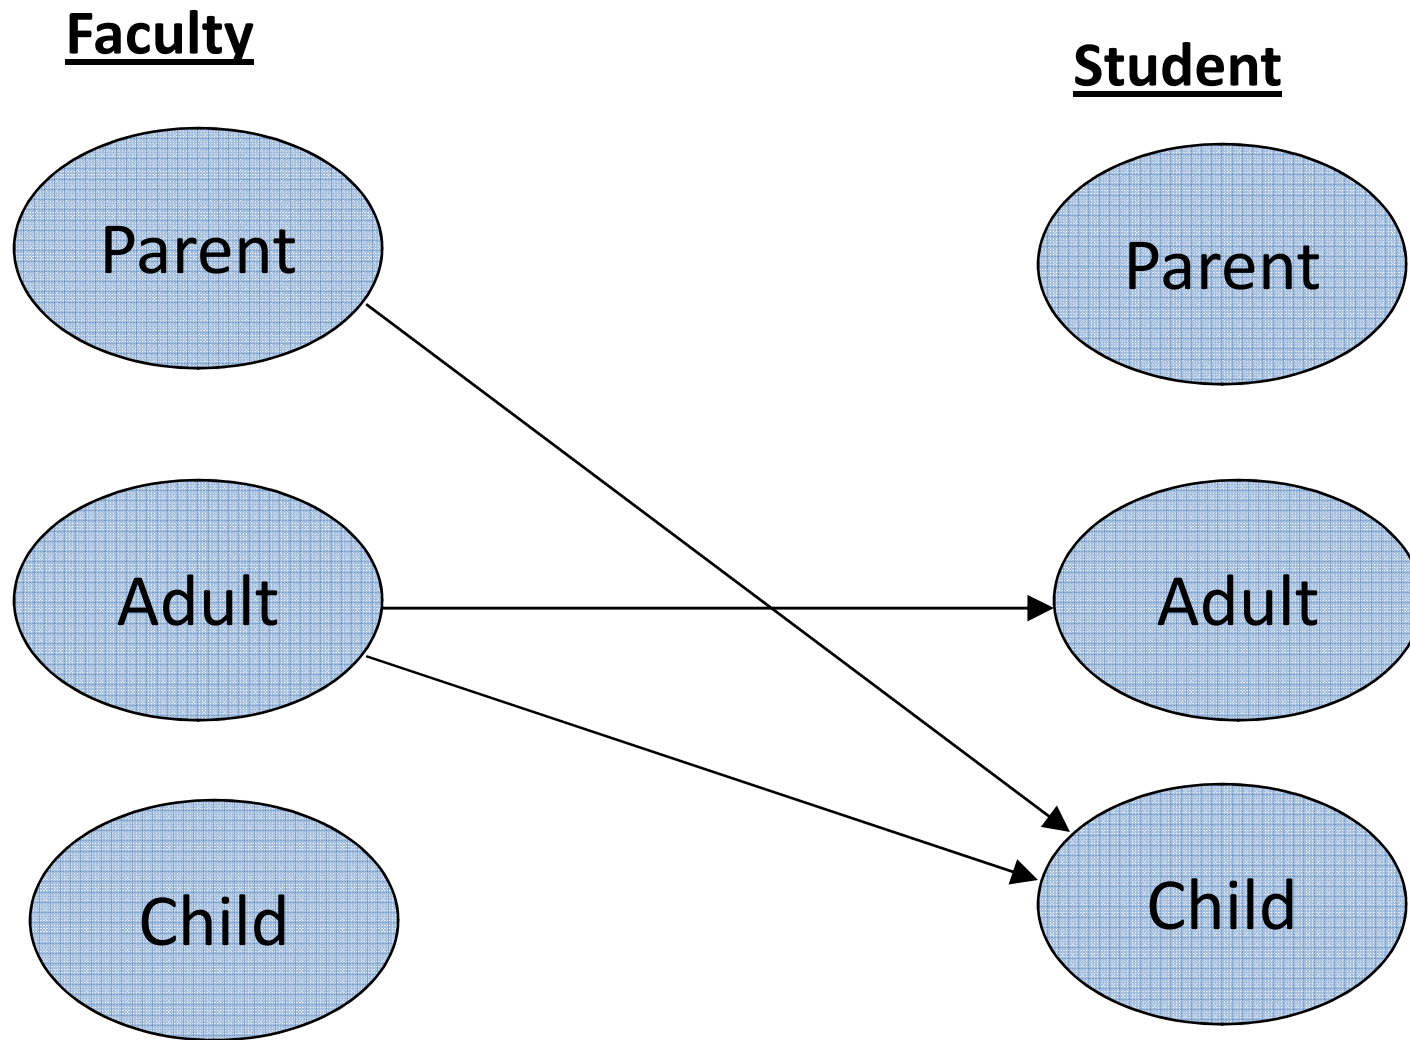 Faculty
Student
Parent
Parent
Adult
Adult
Child
Child